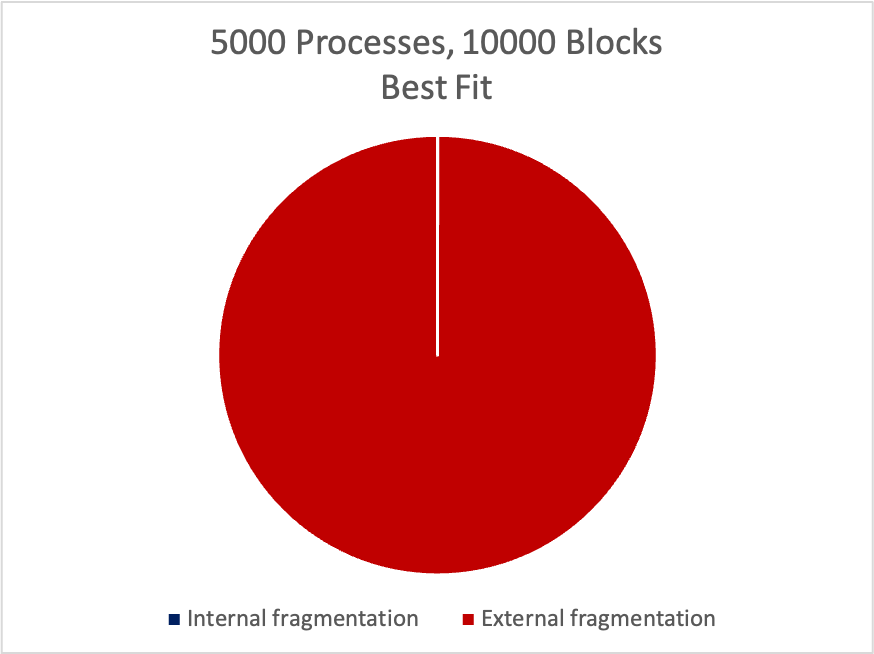 5000 Processes, 10000 Blocks
Best Fit
Internal fragmentation
External fragmentation